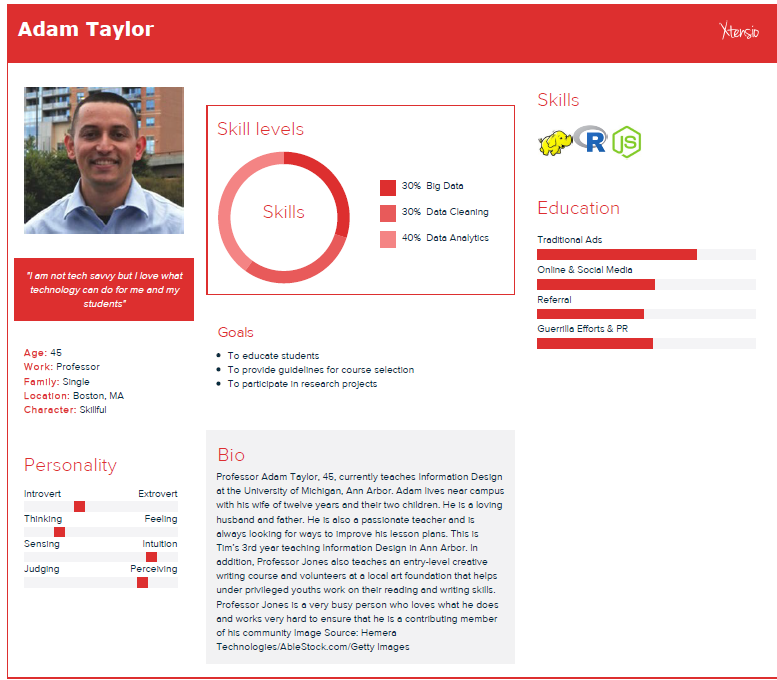 Adam Taylor
Xtensio
"I am not tech savvy but I love what
technology can do for me and my
students"
Age: 45
Work: Professor
Family: Single
Location: Boston, MA
Character: Skillful
Personality
Introvert Extrovert
Thinking Feeling
Sensing Intuition
Judging Perceiving
Skill levels
Skills
30% Big Data
30% Data Cleaning
40% Data Analytics
Goals
To educate students
To provide guidelines for course selection
To participate in research projects
Bio
Professor Adam Taylor, 45, currently teaches Information Design
at the University of Michigan, Ann Arbor. Adam lives near campus
with his wife of twelve years and their two children. He is a loving
husband and father. He is also a passionate teacher and is
always looking for ways to improve his lesson plans. This is
Tim's 3rd year teaching Information Design in Ann Arbor. In
addition, Professor Jones also teaches an entry-level creative
writing course and volunteers at a local art foundation that helps
under privileged youths work on their reading and writing skills.
Professor Jones is a very busy person who loves what he does
and works very hard to ensure that he is a contributing member
of his community Image Source: Hemera
Technologies/AbleStock.com/Getty Images
Skills
R JS
Education
Traditional Ads
Online & Social Media
Referral
Guerrilla Efforts & PR